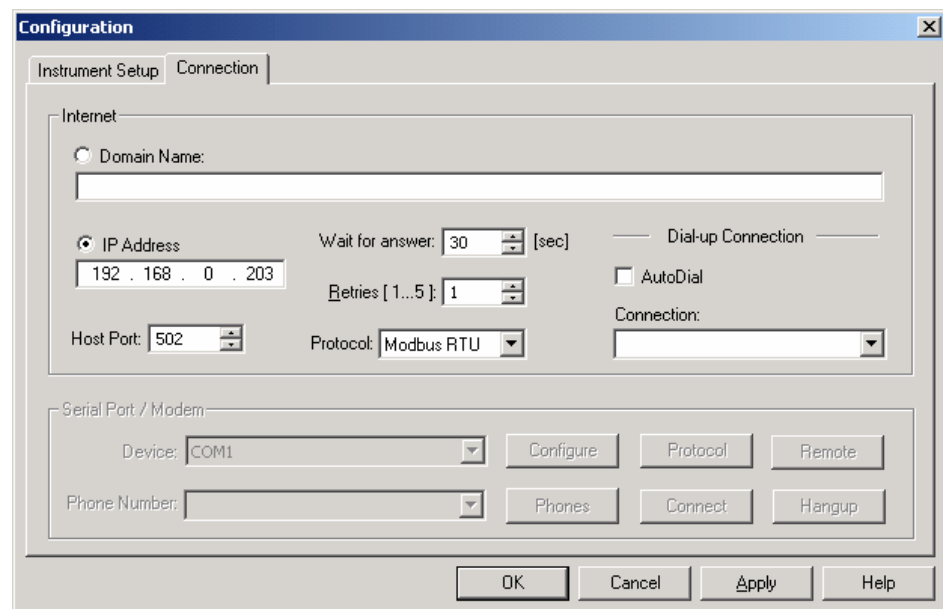 Configuration
Instrument Setup Connection
Internet
Domain Name:
IP Address Wait for answer: 30 [sec] Dial-up Connection
192 . 168 . 0 . 203 AutoDial
Retries [ 1...5 ]: 1
Connection:
Host Port: 502 Protocol: Modbus RTU
Serial Port / Modem
Device: COM1 Configure Protocol Remote
Phone Number: Phones Connect Hangup
OK Cancel Apply Help